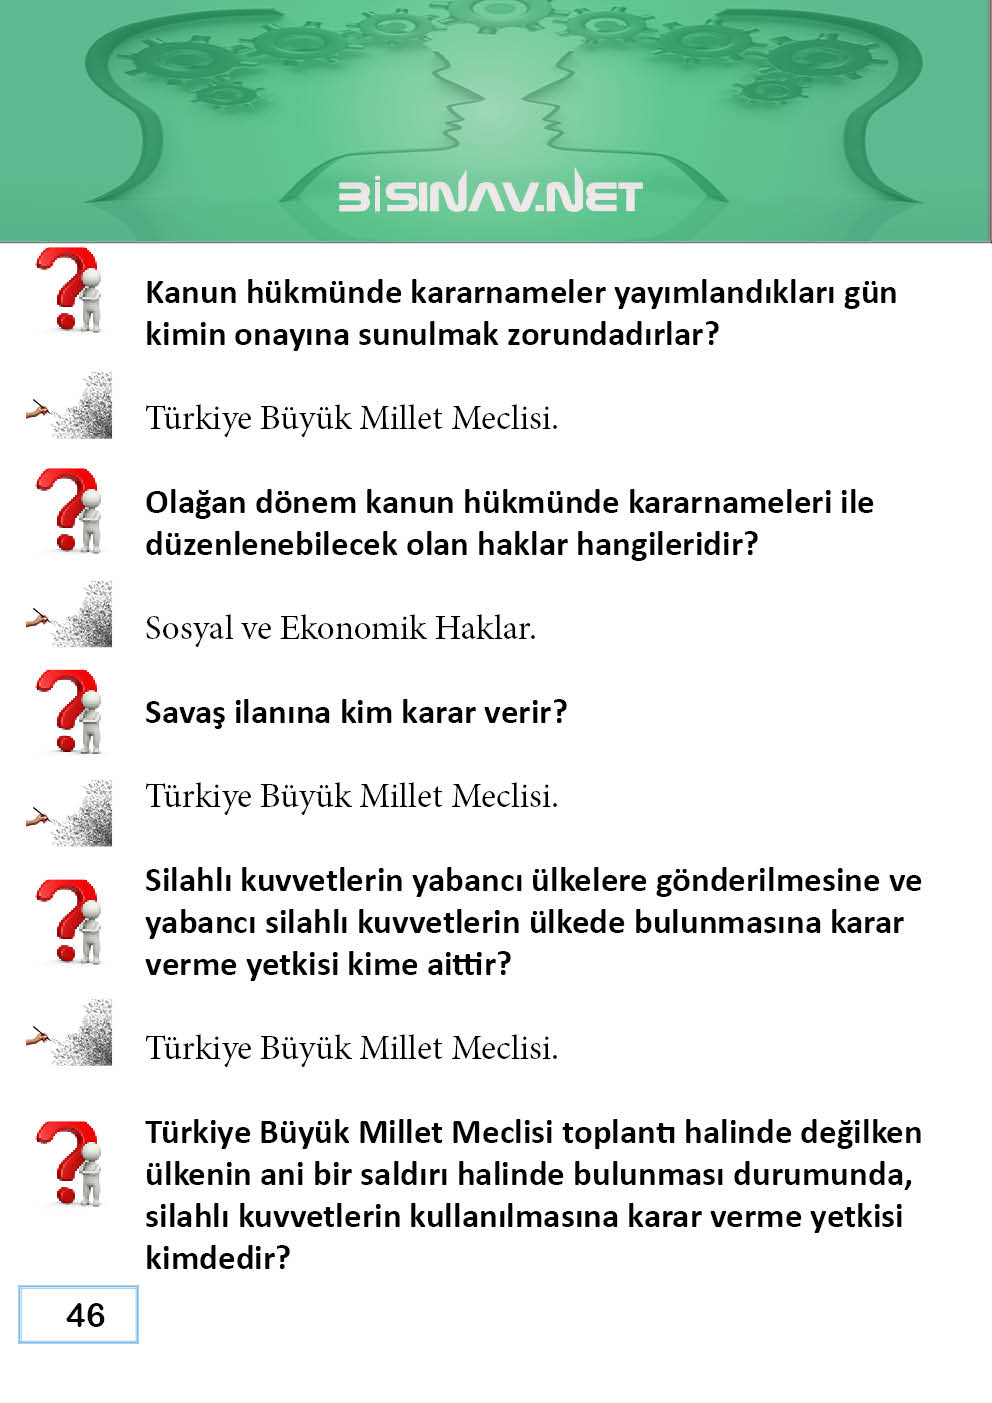 BİSINAV.NET
Kanun hükmünde kararnameler yayımlandıkları gün
kimin onayına sunulmak zorundadırlar?
Türkiye Büyük Millet Meclisi.
Olağan dönem kanun hükmünde kararnameleri ile
düzenlenebilecek olan haklar hangileridir?
Sosyal ve Ekonomik Haklar.
Savaş ilanına kim karar verir?
Türkiye Büyük Millet Meclisi.
Silahlı kuvvetlerin yabancı ülkelere gönderilmesine ve
yabancı silahlı kuvvetlerin ülkede bulunmasına karar
verme yetkisi kime aittir?
Türkiye Büyük Millet Meclisi.
Türkiye Büyük Millet Meclisi toplantı halinde değilken
ülkenin ani bir saldırı halinde bulunması durumunda,
silahlı kuvvetlerin kullanılmasına karar verme yetkisi
kimdedir?
46